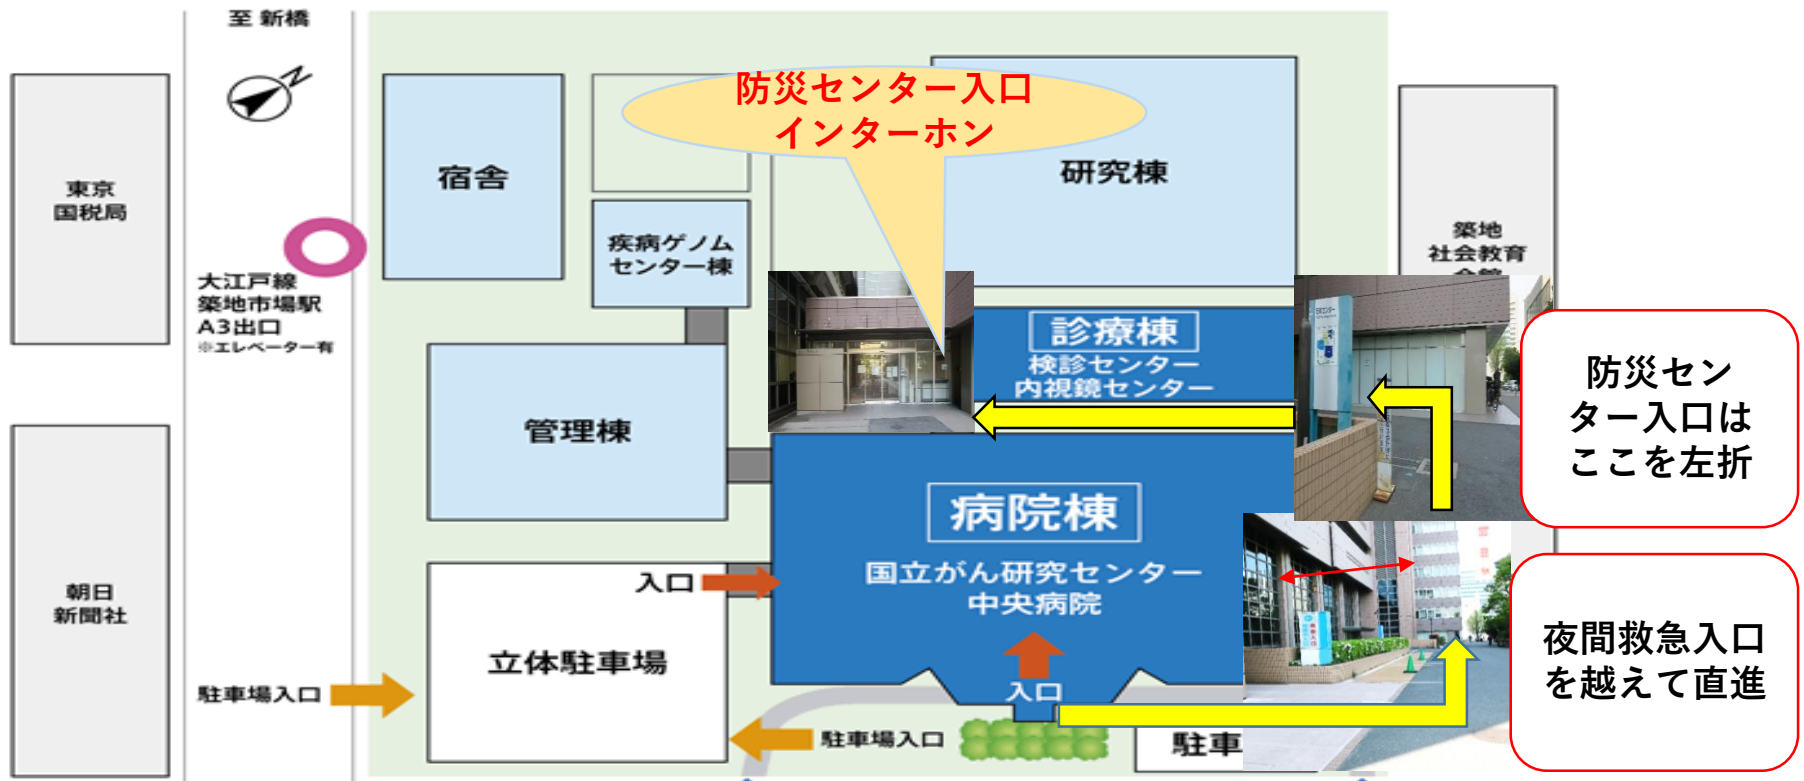 至 新橋
N
東京
国税局
大江戸線
築地市場駅
A3出口
※エレベーター有
朝日
新聞社
宿舎
疾病ゲノム
センター棟
防災センター入口
インターホン
研究棟
築地
社会教育
診療棟
検診センター
内視鏡センター
管理棟
病院棟
国立がん研究センター
中央病院
入口
入口
立体駐車場
駐車場入口
駐車場入口
駐車
防災セン
ター入口は
ここを左折
夜間救急入口
を越えて直進